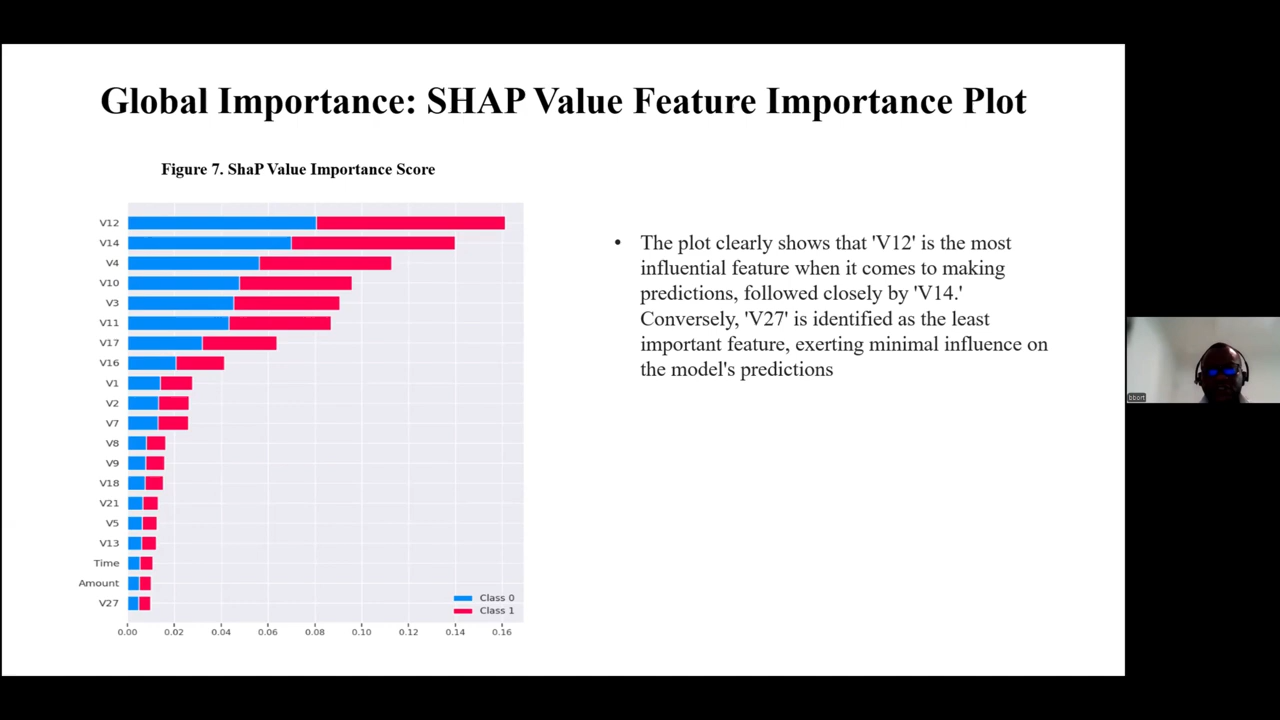 Global Importance: SHAP Value Feature Importance Plot
Figure 7. ShaP Value Importance Score
V12
V14
V4
V10
V3
V11
V17
V16
V1
V2
V7
V8
V9
V18
V21
V5
V13
Time
Amount
V27
Class 0
Class 1
0.00 0.02 0.04 0.06 0.08 0.10 0.12 0.14 0.16
• The plot clearly shows that 'V12' is the most
influential feature when it comes to making
predictions, followed closely by 'V14.'
Conversely, 'V27' is identified as the least
important feature, exerting minimal influence on
the model's predictions
bbort